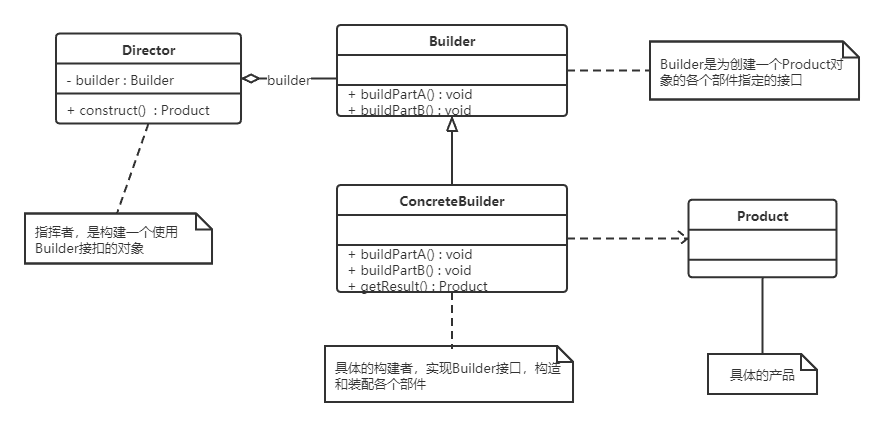 Director
- builder : Builder
+ construct()  : Product
builder
Builder
+ buildPartA() : void
+ buildPartB() : void
Builder是为创建一个Product对
象的各个部件指定的接口
指挥者，是构建一个使用
Builder接扣的对象
ConcreteBuilder
+ buildPartA() : void
+ buildPartB() : void
+ getResult() : Product
Product
具体的构建者，实现Builder接口，构造
和装配各个部件
具体的产品